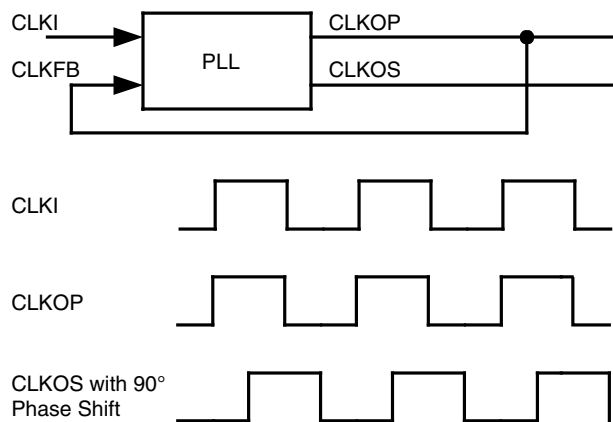 CLKI
CLKOP
CLKFB
PLL
CLKOS
CLKI
CLKOP
CLKOS with 90°
Phase Shift